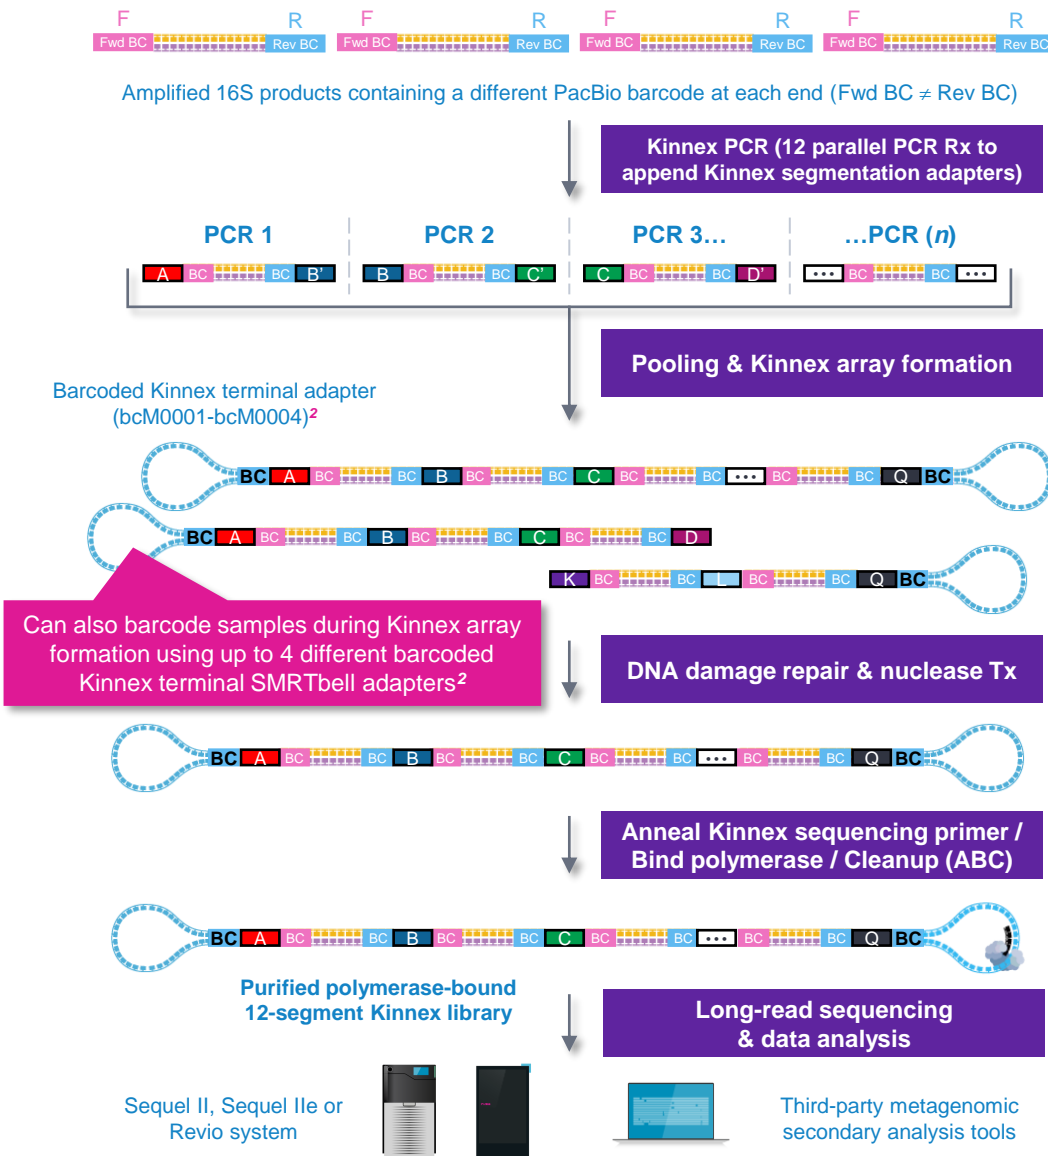 F R F R F R F R
Fwd BC Rev BC Fwd BC Rev BC Fwd BC Rev BC Fwd BC Rev BC
Amplified 16S products containing a different PacBio barcode at each end (Fwd BC ≠ Rev BC)
Kinnex PCR (12 parallel PCR Rx to
append Kinnex segmentation adapters)
PCR 1 PCR 2 PCR 3… …PCR (n)
A BC BC B' B BC BC C' C BC BC D' ••• BC BC •••
Pooling & Kinnex array formation
Barcoded Kinnex terminal adapter
(bcM0001-bcM0004)2
BC A BC BC B BC BC C BC BC ••• BC BC Q BC
BC A BC BC B BC BC C BC BC D
K BC BC L BC BC Q BC
Can also barcode samples during Kinnex array
formation using up to 4 different barcoded
Kinnex terminal SMRTbell adapters2
DNA damage repair & nuclease Tx
BC A BC BC B BC BC C BC BC ••• BC BC Q BC
Anneal Kinnex sequencing primer /
Bind polymerase / Cleanup (ABC)
BC A BC BC B BC BC C BC BC ••• BC BC Q BC
Purified polymerase-bound
12-segment Kinnex library
Long-read sequencing
& data analysis
Sequel II, Sequel IIe or
Revio system
Third-party metagenomic
secondary analysis tools